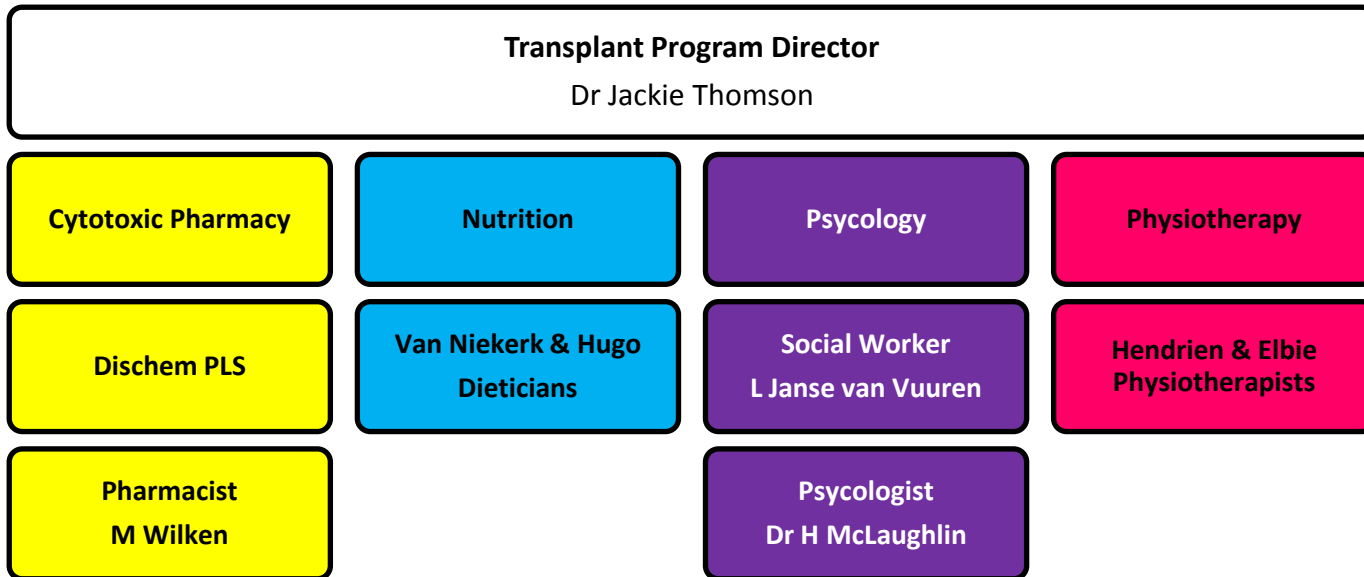 Transplant Program Director
Dr Jackie Thomson
Cytotoxic Pharmacy
Nutrition
Psycology
Physiotherapy
Dischem PLS
Van Niekerk & Hugo
Dieticians
Social Worker
L Janse van Vuuren
Hendrien & Elbie
Physiotherapists
Pharmacist
M Wilken
Psycologist
Dr H McLaughlin